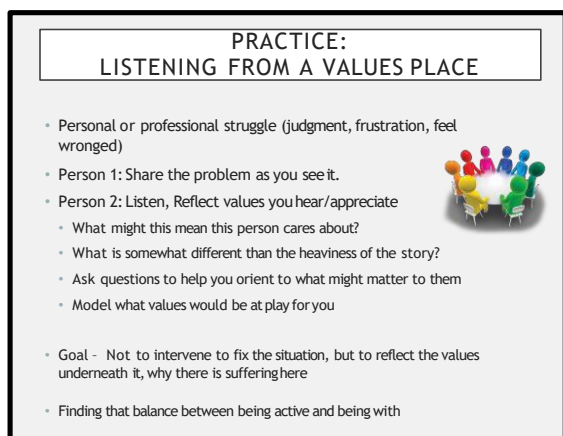 PRACTICE:
LISTENING FROM A VALUES PLACE
• Personal or professional struggle (judgment, frustration, feel
wronged)
• Person 1: Share the problem as you see it.
• Person 2: Listen, Reflect values you hear/appreciate
• What might this mean this person cares about?
• What is somewhat different than the heaviness of the story?
• Ask questions to help you orient to what might matter to them
• Model what values would be at play for you
• Goal – Not to intervene to fix the situation, but to reflect the values
underneath it, why there is suffering here
• Finding that balance between being active and being with